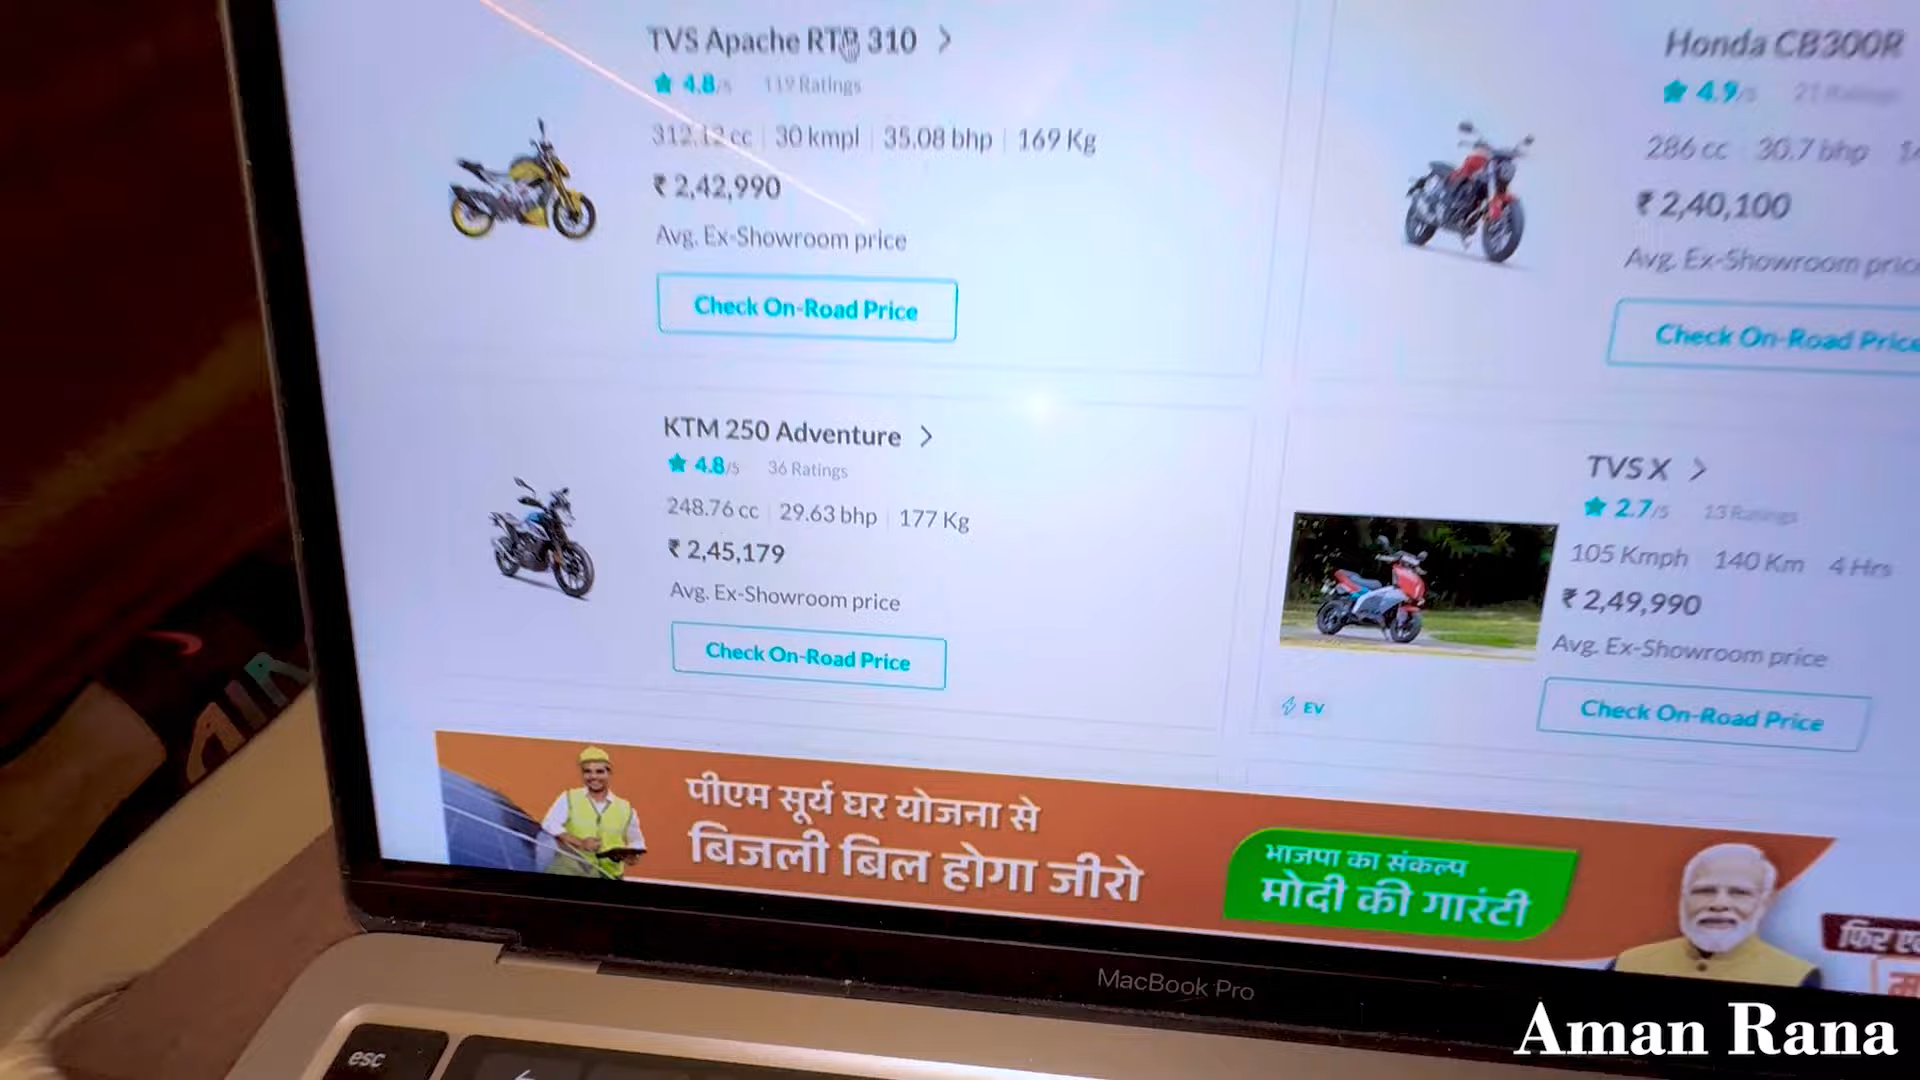 TVS Apache RTR 310 >
4.8/5 119 Ratings
312.12 cc | 30 kmpl | 35.08 bhp | 169 Kg
₹ 2,42,990
Avg. Ex-Showroom price
Check On-Road Price
Honda CB300R
4.9/5 21 Ratings
286 cc 30.7 bhp
₹ 2,40,100
Avg. Ex-Showroom price
Check On-Road Price
KTM 250 Adventure >
4.8/5 36 Ratings
248.76 cc | 29.63 bhp | 177 Kg
₹ 2,45,179
Avg. Ex-Showroom price
Check On-Road Price
TVS X >
2.7/5 13 Ratings
105 Kmph 140 Km 4 Hrs
₹ 2,49,990
Avg. Ex-Showroom price
EV
Check On-Road Price
पीएम सूर्य घर योजना से
बिजली बिल होगा जीरो
भाजपा का संकल्प
मोदी की गारंटी
फिर
MacBook Pro
esc
AIR
Aman Rana